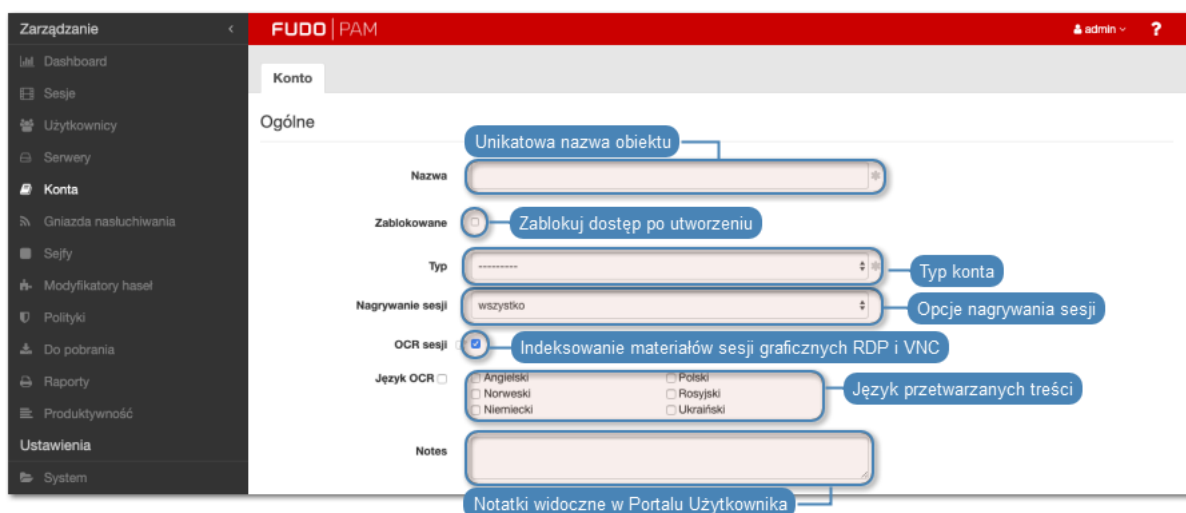 Zarządzanie
FUDO PAM
admin
?
Dashboard
Sesje
Użytkownicy
Serwery
Konta
Gniazda nasłuchiwania
Sejfy
Modyfikatory haseł
Polityki
Do pobrania
Raporty
Produktywność
Ustawienia
System
Konto
Ogólne
Unikatowa nazwa obiektu
Nazwa
Zablokowane
Zablokuj dostęp po utworzeniu
Typ
---------
Typ konta
Nagrywanie sesji
wszystko
Opcje nagrywania sesji
OCR sesji
Indeksowanie materiałów sesji graficznych RDP i VNC
Język OCR
Angielski Polski
Norweski Rosyjski
Niemiecki Ukraiński
Język przetwarzanych treści
Notes
Notatki widoczne w Portalu Użytkownika